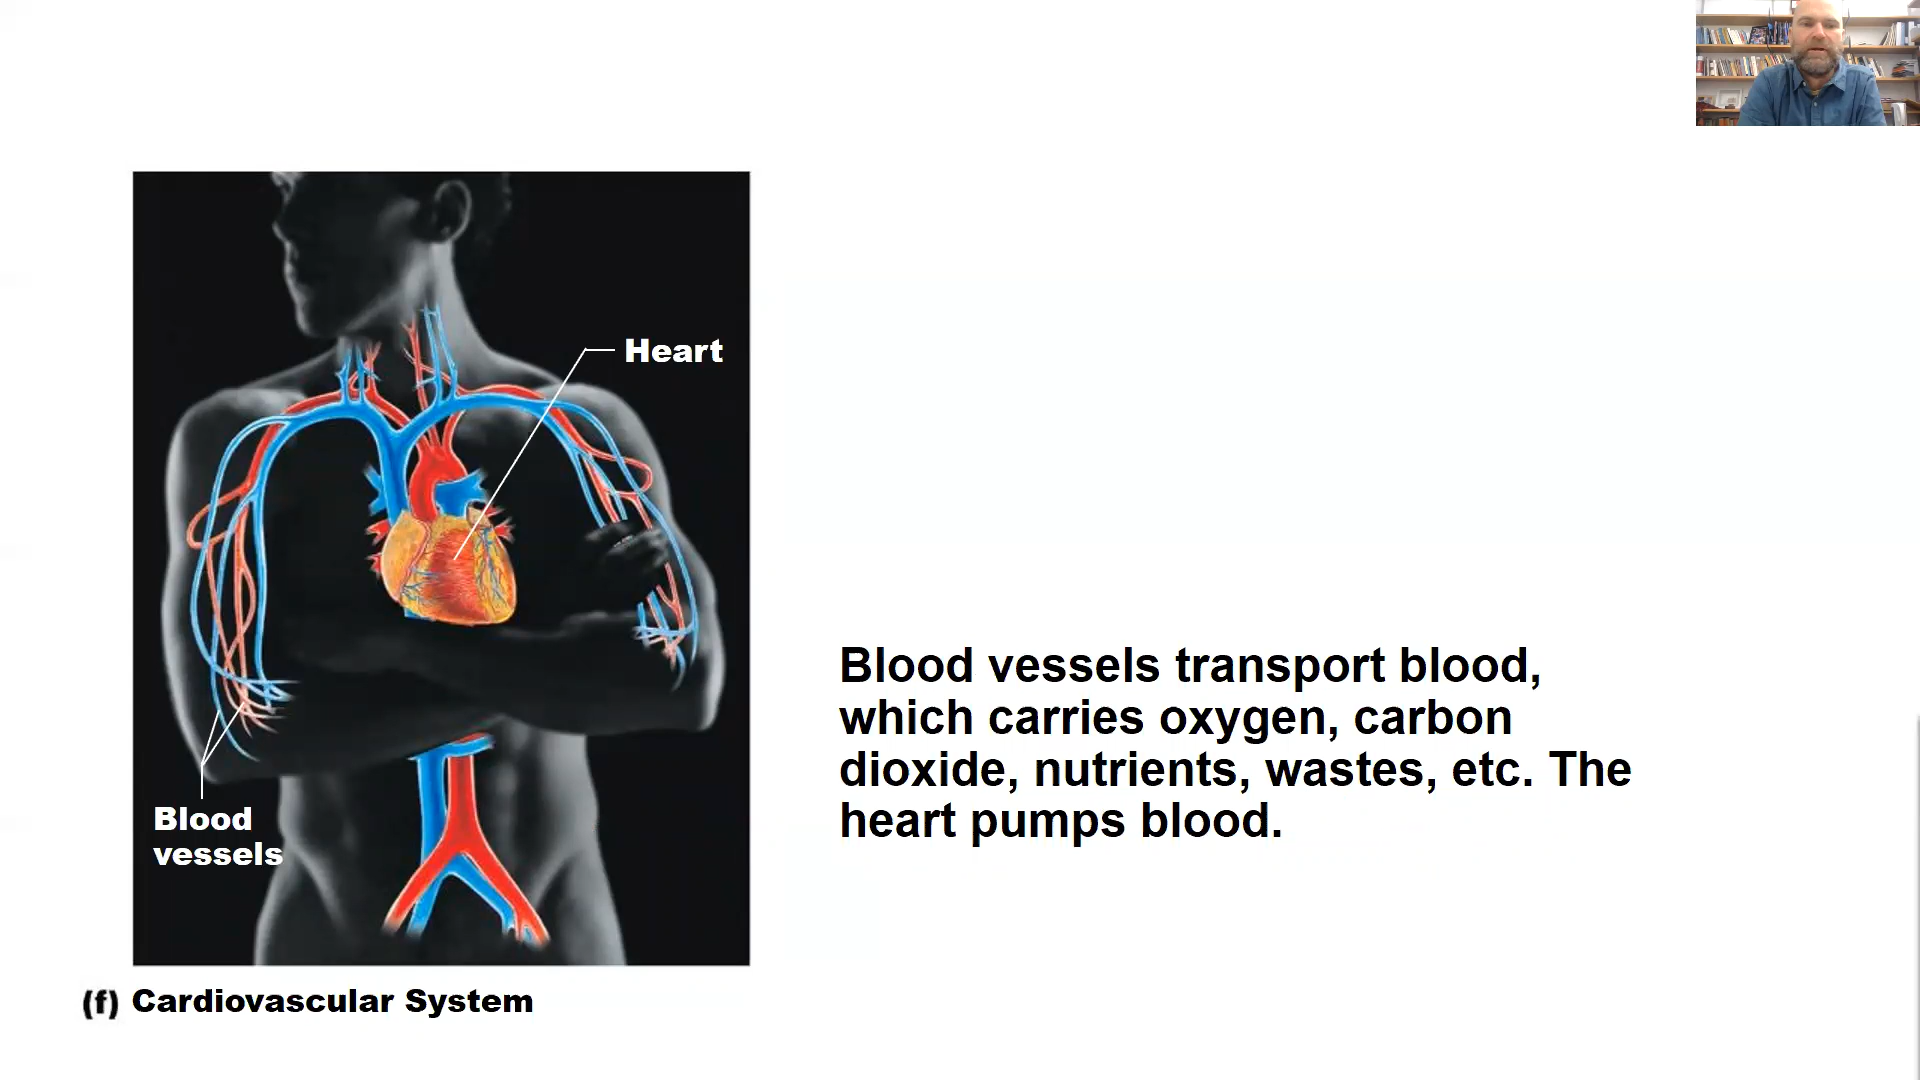 Heart
Blood
vessels
Blood vessels transport blood,
which carries oxygen, carbon
dioxide, nutrients, wastes, etc. The
heart pumps blood.
(f) Cardiovascular System